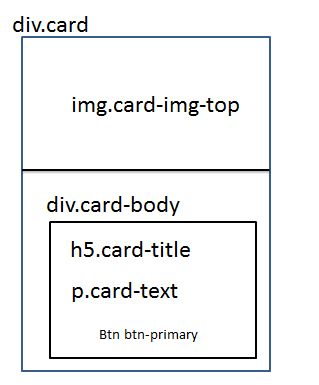 div.card
img.card-img-top
div.card-body
h5.card-title
p.card-text
Btn btn-primary